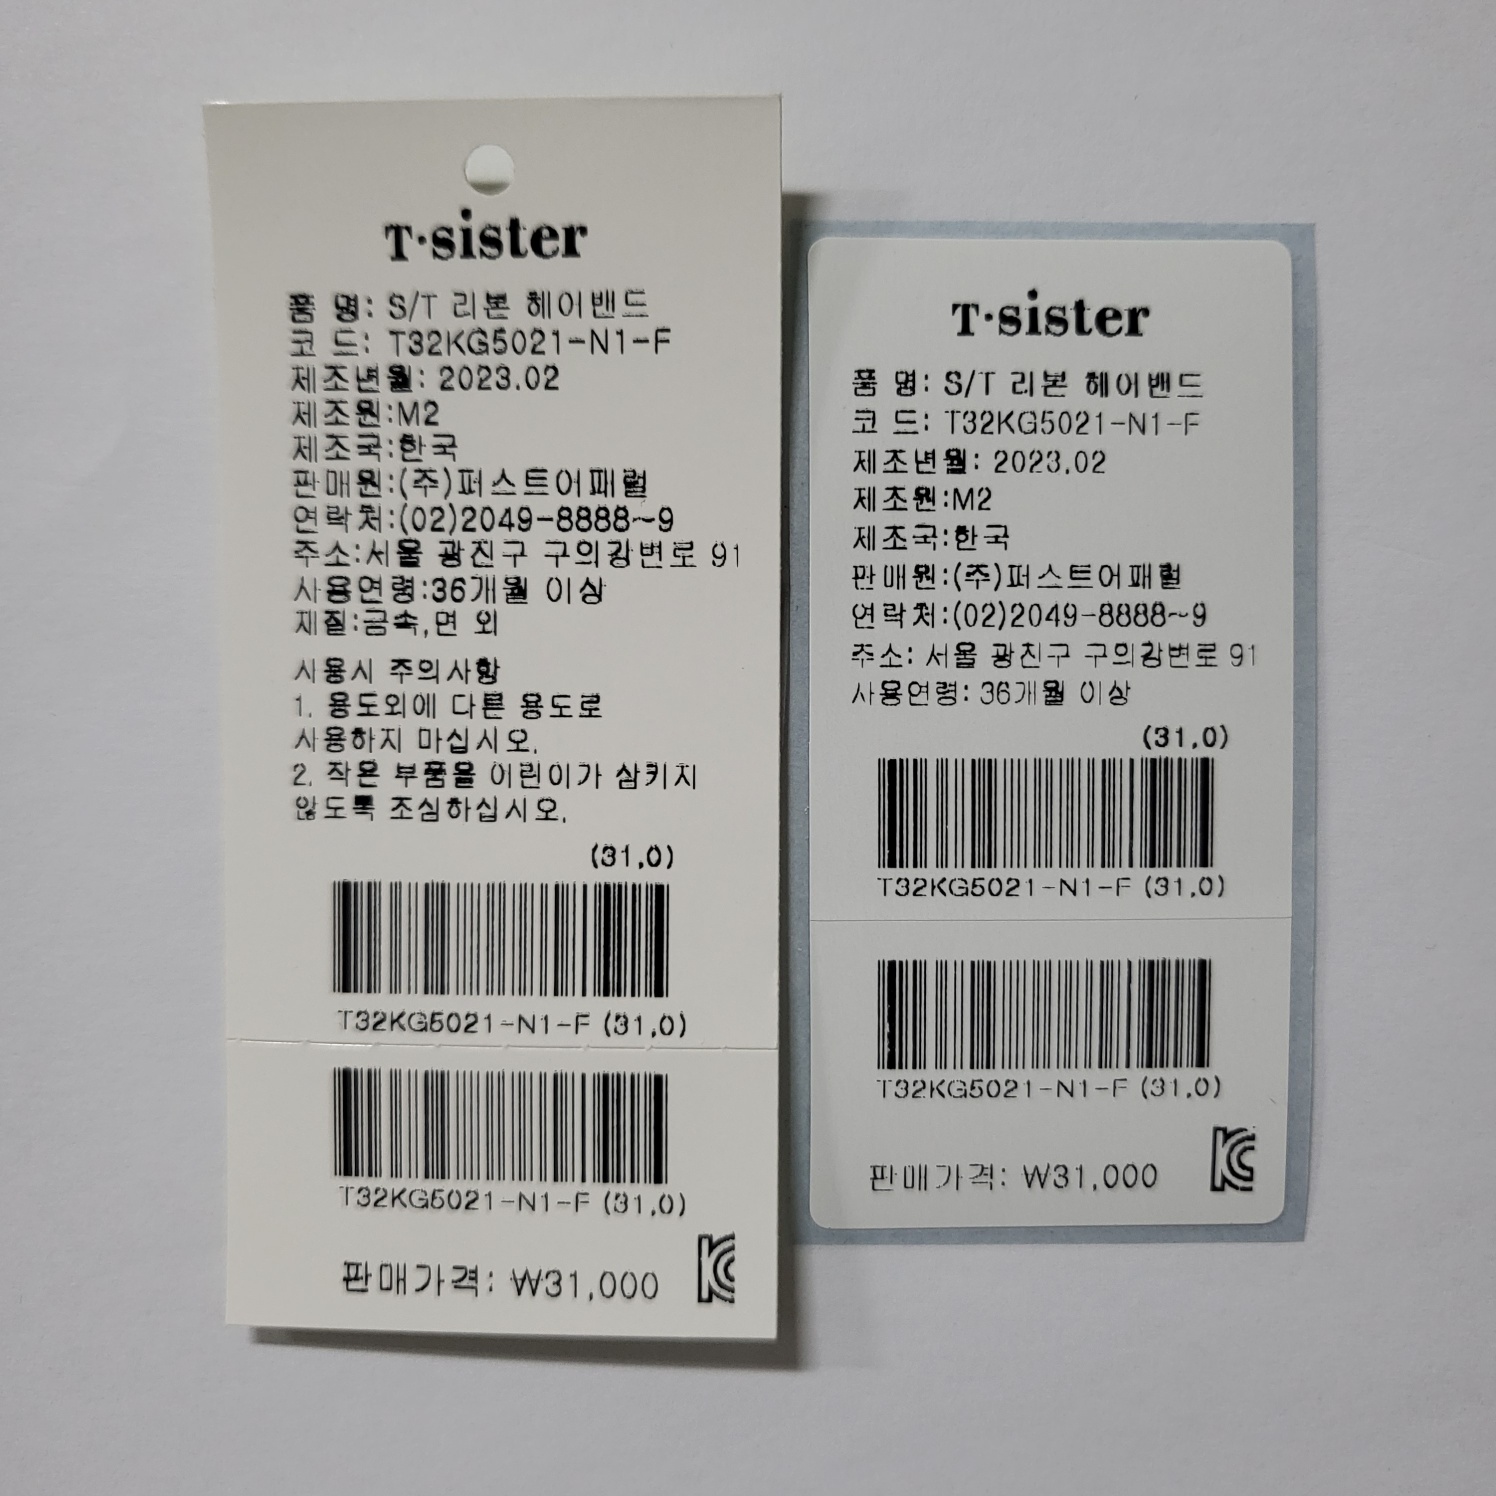 T·sister
품 명: S/T 리본 헤어밴드
코 드: T32KG5021-N1-F
제조년월: 2023.02
제조원:M2
제조국:한국
판매원:(주)퍼스트어패럴
연락처:(02)2049-8888~9
주소:서울 광진구 구의강변로 91
사용연령:36개월 이상
재질:금속,면 외
사용시 주의사항
1. 용도외에 다른 용도로
사용하지 마십시오.
2. 작은 부품을 어린이가 삼키지
않도록 조심하십시오.
(31.0)
T32KG5021-N1-F (31.0)
T32KG5021-N1-F (31.0)
판매가격: ₩31,000
KC
T·sister
품 명: S/T 리본 헤어밴드
코 드: T32KG5021-N1-F
제조년월: 2023.02
제조원:M2
제조국:한국
판매원:(주)퍼스트어패럴
연락처:(02)2049-8888~9
주소: 서울 광진구 구의강변로 91
사용연령: 36개월 이상
(31.0)
T32KG5021-N1-F (31.0)
T32KG5021-N1-F (31.0)
KC
판매가격: ₩31,000